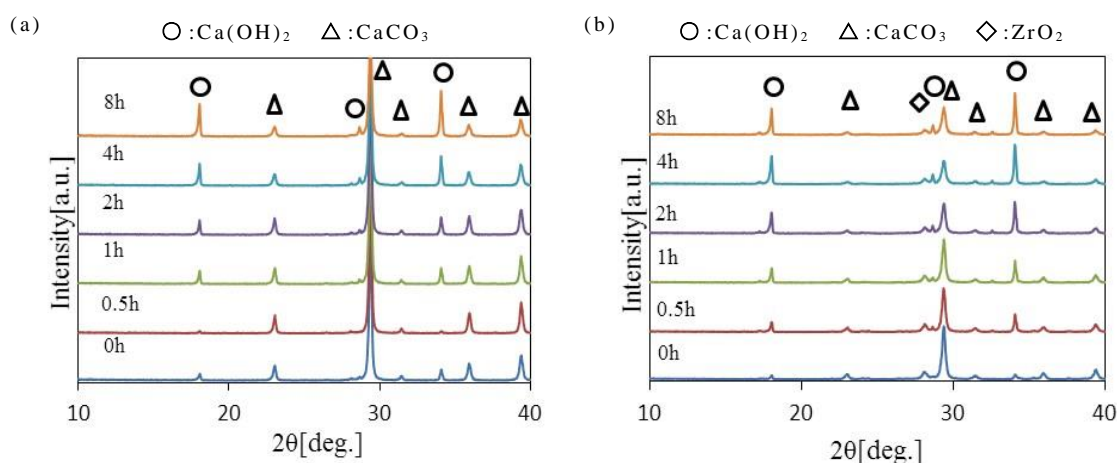 (a)
○:Ca(OH)₂ △:CaCO₃
8h
4h
2h
1h
0.5h
0h
Intensity[a.u.]
10 20 30 40
2θ[deg.]
(b)
○:Ca(OH)₂ △:CaCO₃ ◇:ZrO₂
8h
4h
2h
1h
0.5h
0h
Intensity[a.u.]
10 20 30 40
2θ[deg.]